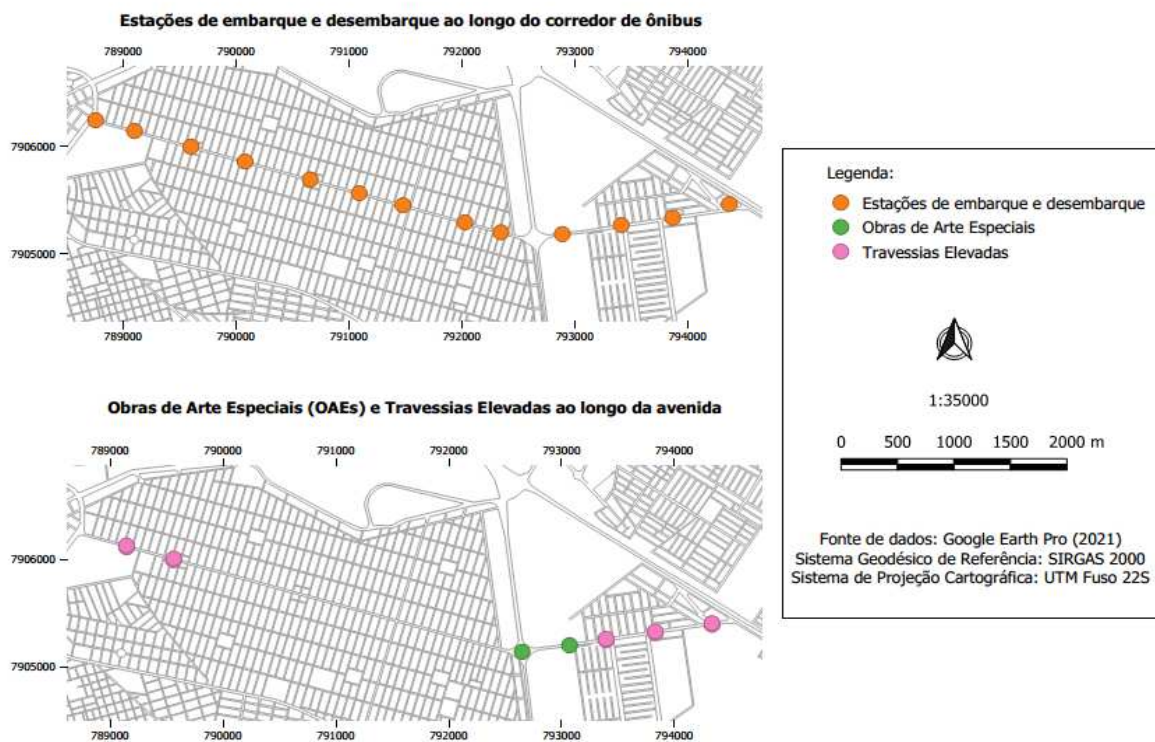 Estações de embarque e desembarque ao longo do corredor de ônibus
789000 790000 791000 792000 793000 794000
7906000
7905000
789000 790000 791000 792000 793000 794000
Obras de Arte Especiais (OAEs) e Travessias Elevadas ao longo da avenida
789000 790000 791000 792000 793000 794000
7906000
7905000
789000 790000 791000 792000 793000 794000
Legenda:
Estações de embarque e desembarque
Obras de Arte Especiais
Travessias Elevadas
1:35000
0 500 1000 1500 2000 m
Fonte de dados: Google Earth Pro (2021)
Sistema Geodésico de Referência: SIRGAS 2000
Sistema de Projeção Cartográfica: UTM Fuso 22S